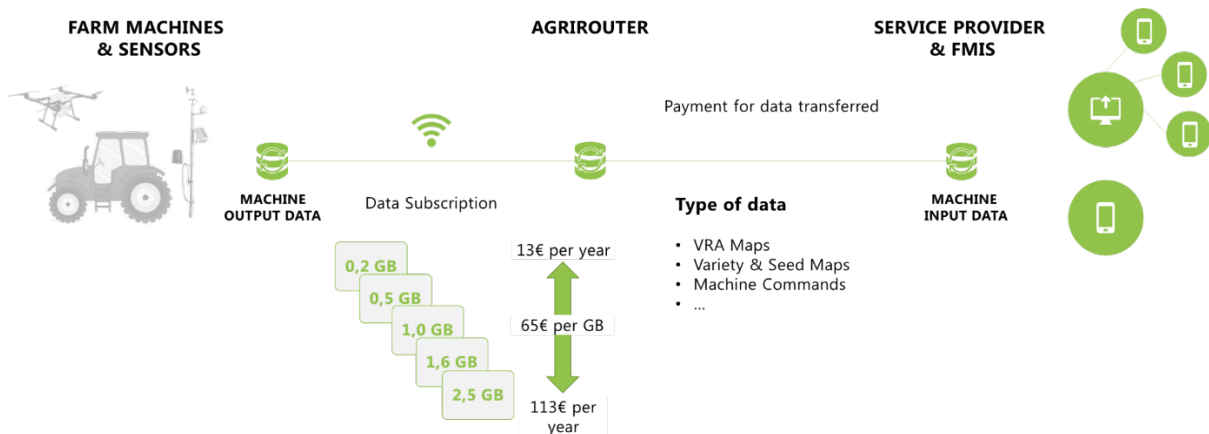 FARM MACHINES
& SENSORS
AGRIROUTER
SERVICE PROVIDER
& FMIS
Payment for data transferred
MACHINE
OUTPUT DATA
Data Subscription
Type of data
MACHINE
INPUT DATA
0,2 GB
0,5 GB
1,0 GB
1,6 GB
2,5 GB
13€ per year
65€ per GB
113€ per
year
• VRA Maps
• Variety & Seed Maps
• Machine Commands
• ...